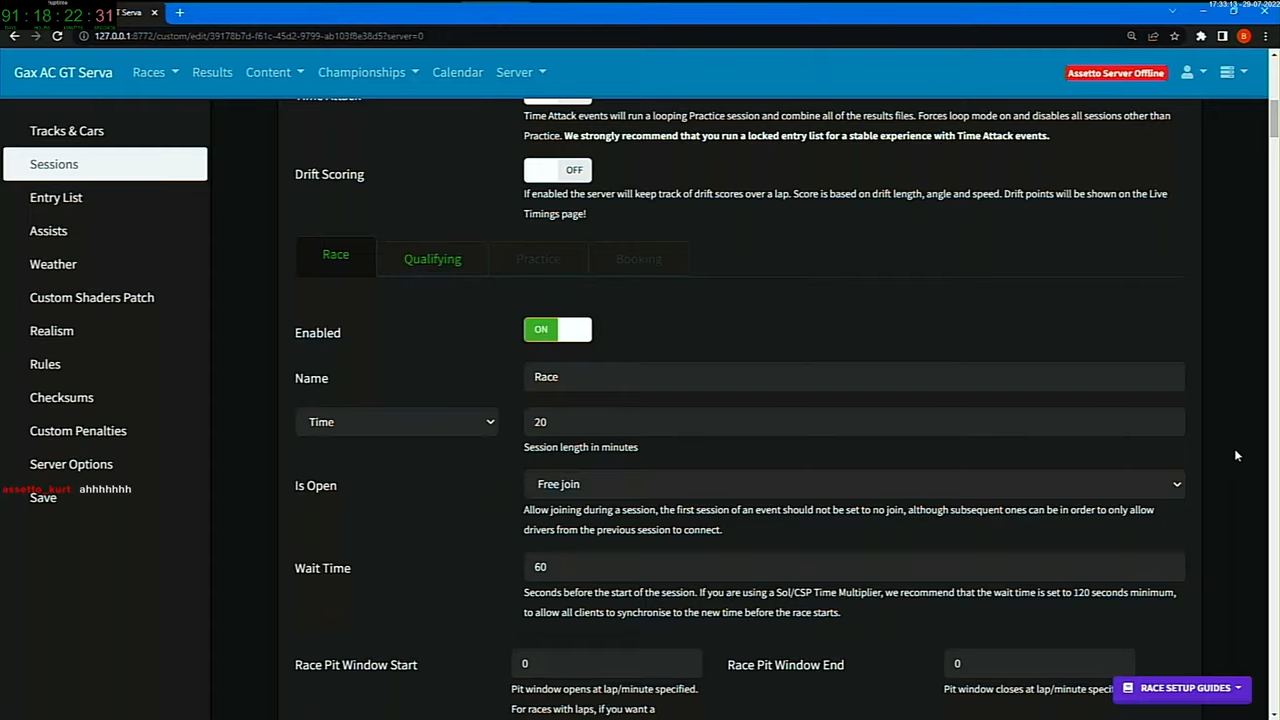 uptime
17:33:13 - 29-07-2022
91:18:22:31
T Serva
127.0.0.1:8772/custom/edit/39178b7d-f61c-45d2-9799-ab103f8e38d5?server=0
B
Gax AC GT Serva
Races
Results
Content
Championships
Calendar
Server
Assetto Server Offline
Tracks & Cars
Sessions
Entry List
Assists
Weather
Custom Shaders Patch
Realism
Rules
Checksums
Custom Penalties
Server Options
assetto_kurt ahhhhhhh
Save
Time Attack
Time Attack events will run a looping Practice session and combine all of the results files. Forces loop mode on and disables all sessions other than
Practice. We strongly recommend that you run a locked entry list for a stable experience with Time Attack events.
Drift Scoring
OFF
If enabled the server will keep track of drift scores over a lap. Score is based on drift length, angle and speed. Drift points will be shown on the Live
Timings page!
Race
Qualifying
Practice
Booking
Enabled
ON
Name
Race
Time
20
Session length in minutes
Is Open
Free join
Allow joining during a session, the first session of an event should not be set to no join, although subsequent ones can be in order to only allow
drivers from the previous session to connect.
Wait Time
60
Seconds before the start of the session. If you are using a Sol/CSP Time Multiplier, we recommend that the wait time is set to 120 seconds minimum,
to allow all clients to synchronise to the new time before the race starts.
Race Pit Window Start
0
Race Pit Window End
0
Pit window opens at lap/minute specified.
Pit window closes at lap/minute specif
For races with laps, if you want a
RACE SETUP GUIDES